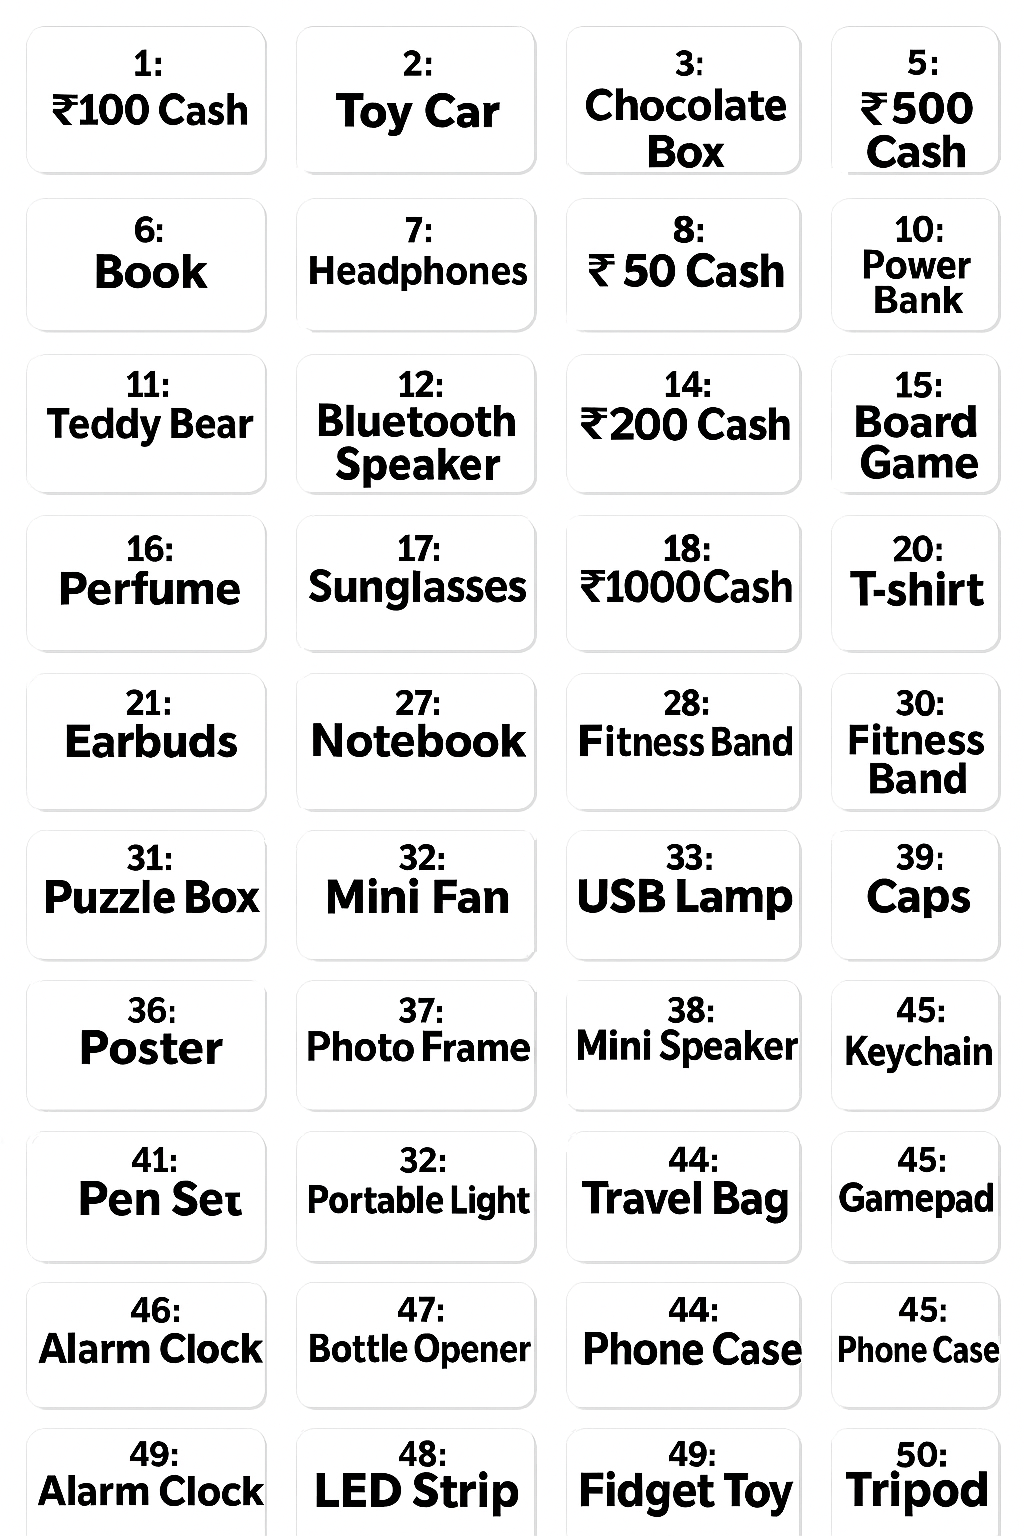 1:
₹100 Cash
2:
Toy Car
3:
Chocolate
Box
5:
₹500
Cash
6:
Book
7:
Headphones
8:
₹ 50 Cash
10:
Power
Bank
11:
Teddy Bear
12:
Bluetooth
Speaker
14:
₹200 Cash
15:
Board
Game
16:
Perfume
17:
Sunglasses
18:
₹1000Cash
20:
T-shirt
21:
Earbuds
27:
Notebook
28:
Fitness Band
30:
Fitness
Band
31:
Puzzle Box
32:
Mini Fan
33:
USB Lamp
39:
Caps
36:
Poster
37:
Photo Frame
38:
Mini Speaker
45:
Keychain
41:
Pen Set
32:
Portable Light
44:
Travel Bag
45:
Gamepad
46:
Alarm Clock
47:
Bottle Opener
44:
Phone Case
45:
Phone Case
49:
Alarm Clock
48:
LED Strip
49:
Fidget Toy
50:
Tripod